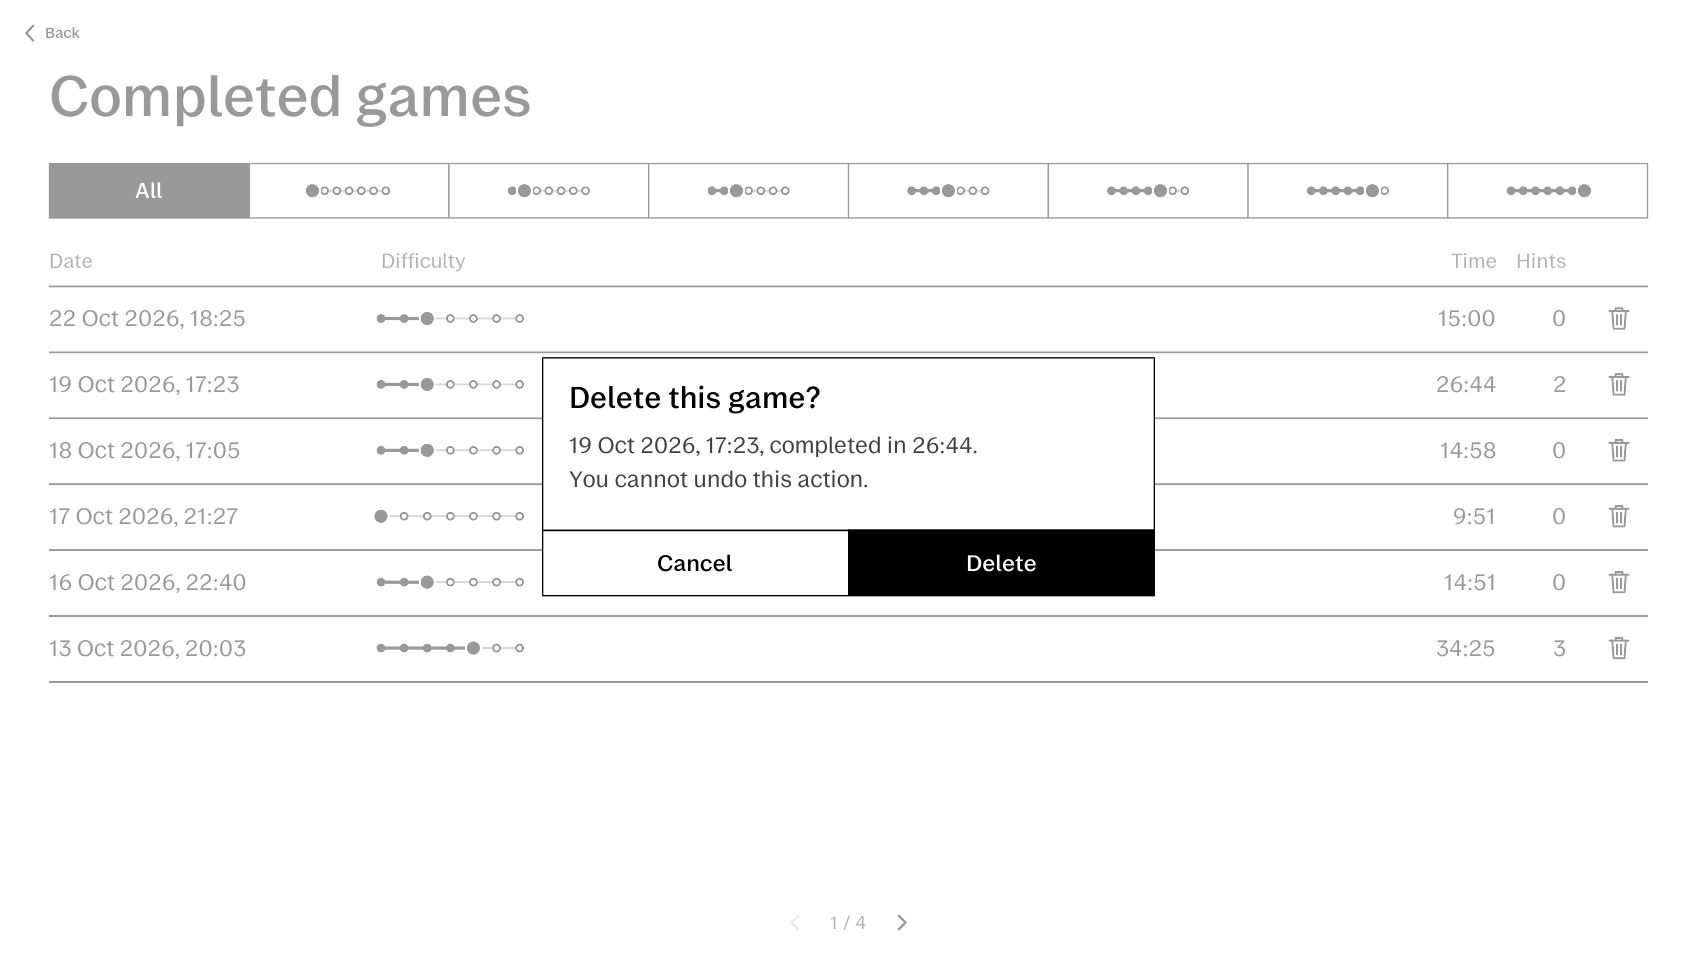 Back
Completed games
All
Date Difficulty Time Hints
22 Oct 2026, 18:25 15:00 0
19 Oct 2026, 17:23 26:44 2
18 Oct 2026, 17:05 14:58 0
17 Oct 2026, 21:27 9:51 0
16 Oct 2026, 22:40 14:51 0
13 Oct 2026, 20:03 34:25 3
Delete this game?
19 Oct 2026, 17:23, completed in 26:44.
You cannot undo this action.
Cancel Delete
1 / 4